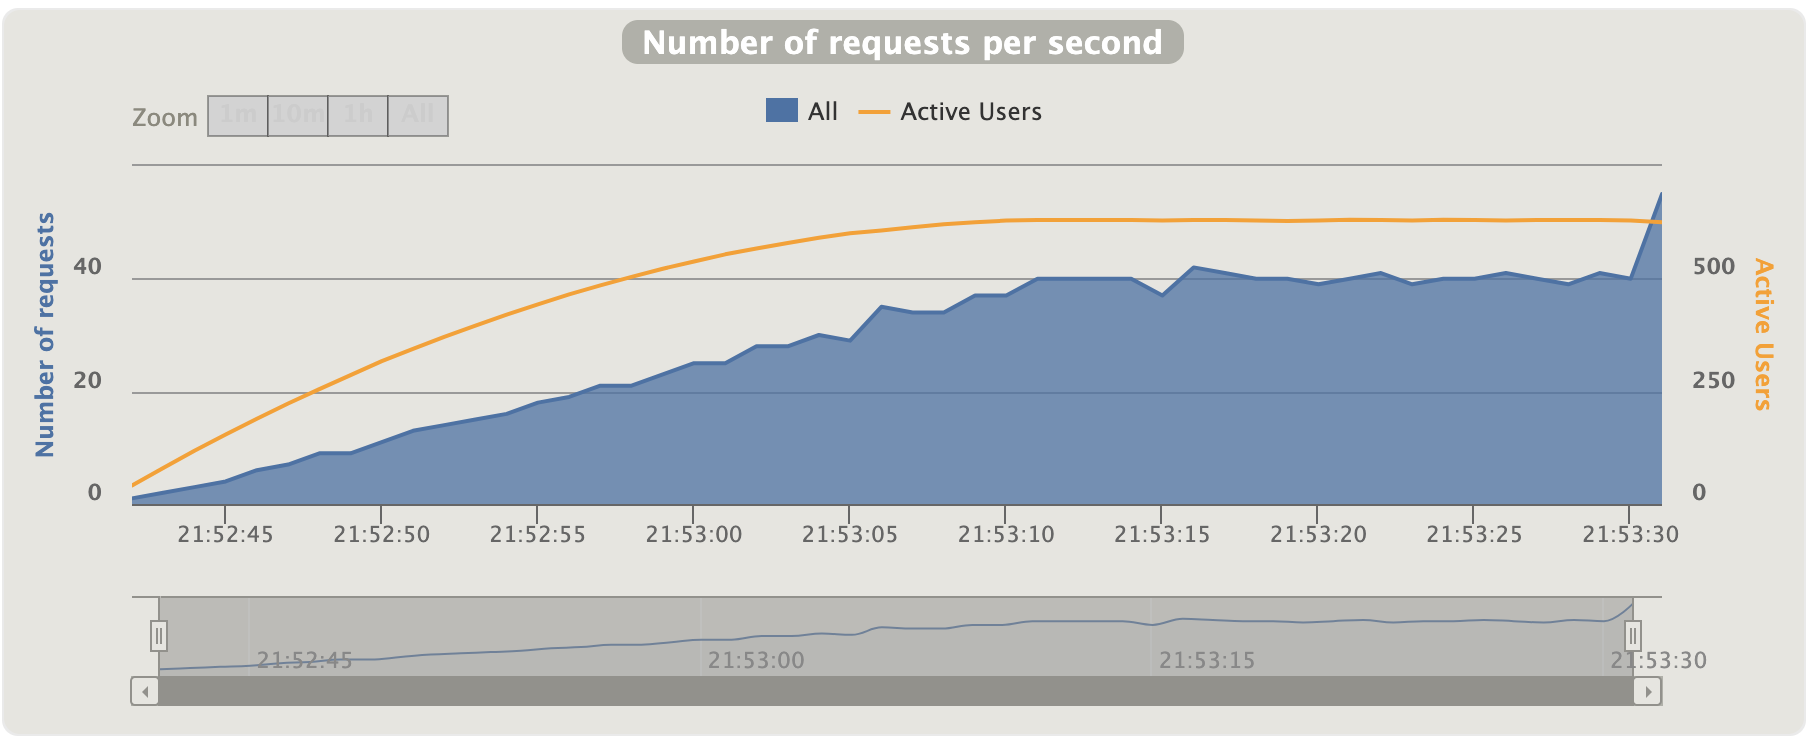 Number of requests per second
Zoom 1m 10m 1h All
All Active Users
Number of requests
40
20
0
500
250
0
Active Users
21:52:45 21:52:50 21:52:55 21:53:00 21:53:05 21:53:10 21:53:15 21:53:20 21:53:25 21:53:30
21:52:45 21:53:00 21:53:15 21:53:30